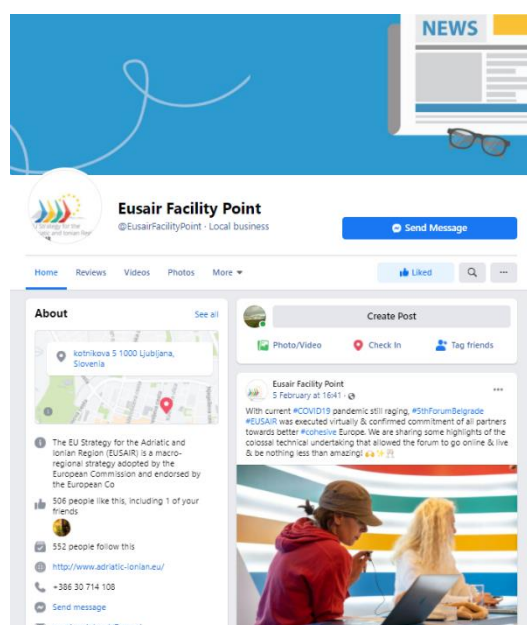 NEWS
Eusair Facility Point
@EusairFacilityPoint · Local business
Send Message
Home Reviews Videos Photos More
Liked
About See all
kotnikova 5 1000 Ljubljana,
Slovenia
The EU Strategy for the Adriatic and
Ionian Region (EUSAIR) is a macro-
regional strategy adopted by the
European Commission and endorsed by
the European Co
506 people like this, including 1 of your
friends
552 people follow this
http://www.adriatic-ionian.eu/
+386 30 714 108
Send message
Create Post
Photo/Video Check In Tag friends
Eusair Facility Point
5 February at 16:41 ·
With current #COVID19 pandemic still raging, #5thForumBelgrade
#EUSAIR was executed virtually & confirmed commitment of all partners
towards better #cohesive Europe. We are sharing some highlights of the
colossal technical undertaking that allowed the forum to go online & live
& be nothing less than amazing!